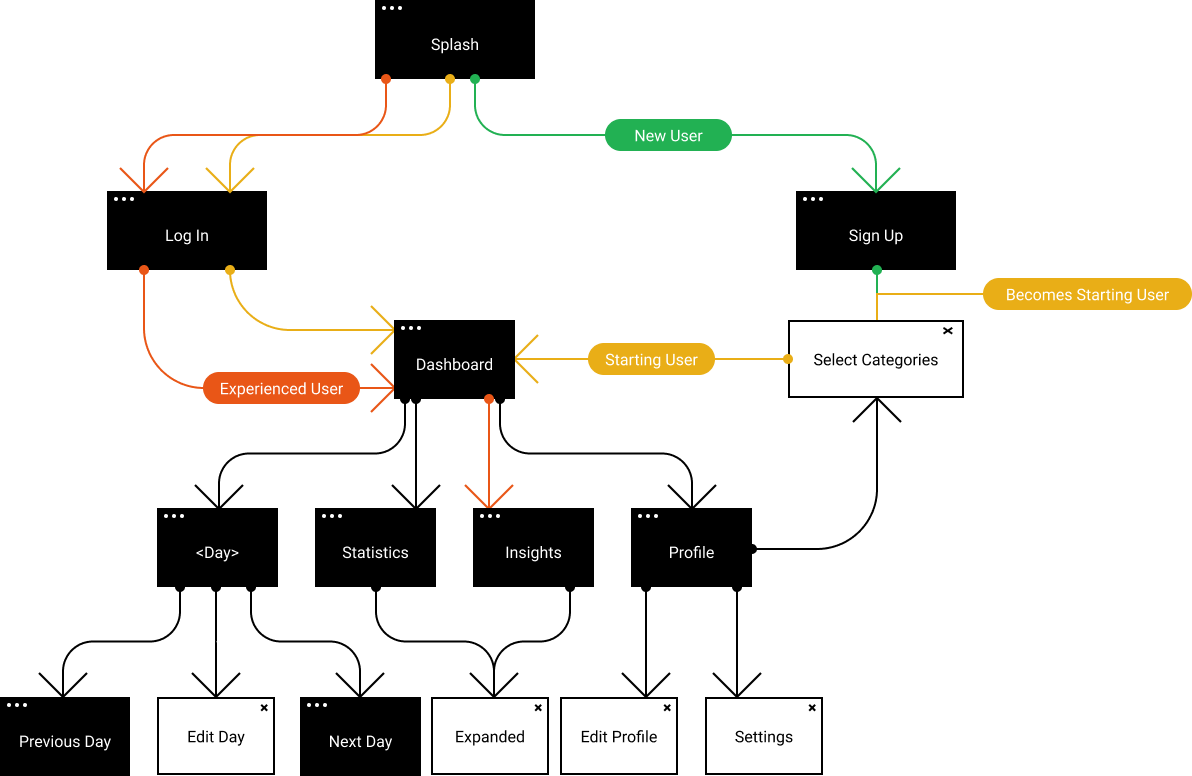 Splash
New User
Log In
Sign Up
Becomes Starting User
Dashboard
Starting User
Select Categories
Experienced User
<Day>
Statistics
Insights
Profile
Previous Day
Edit Day
Next Day
Expanded
Edit Profile
Settings